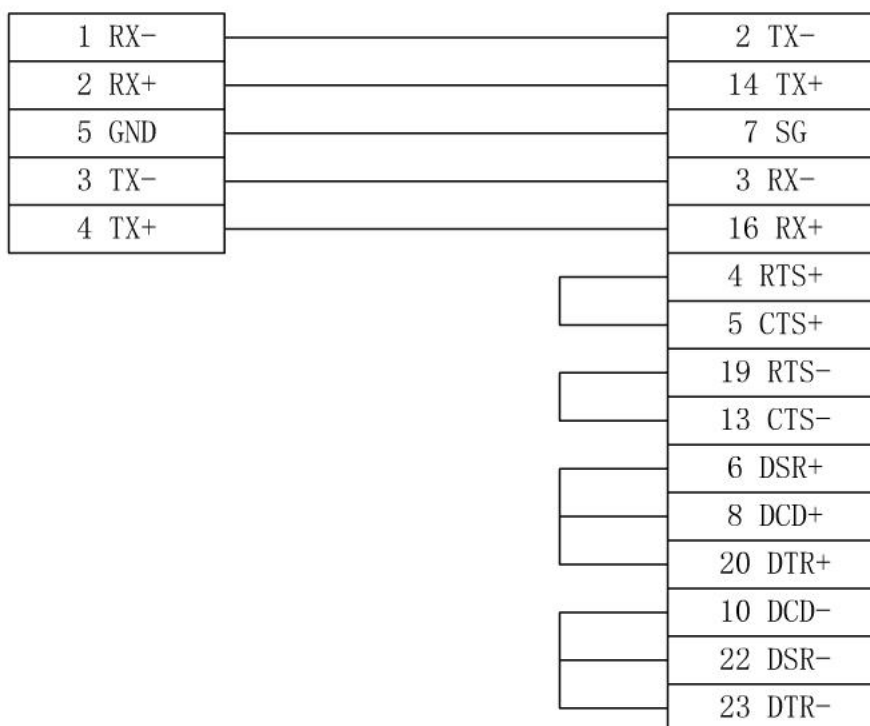 1 RX-
2 RX+
5 GND
3 TX-
4 TX+
2 TX-
14 TX+
7 SG
3 RX-
16 RX+
4 RTS+
5 CTS+
19 RTS-
13 CTS-
6 DSR+
8 DCD+
20 DTR+
10 DCD-
22 DSR-
23 DTR-